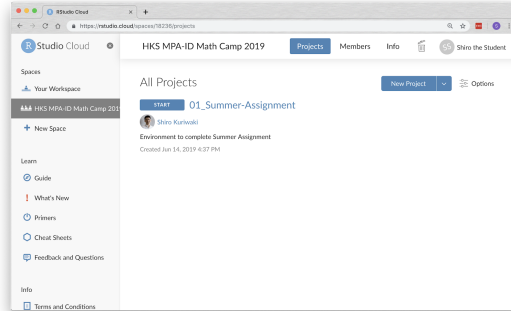 RStudio Cloud
https://rstudio.cloud/spaces/18236/projects
RStudio Cloud
HKS MPA-ID Math Camp 2019
Projects
Members
Info
SS
Shiro the Student
Spaces
Your Workspace
HKS MPA-ID Math Camp 201
New Space
All Projects
New Project
Options
START
01_Summer-Assignment
Shiro Kuriwaki
Environment to complete Summer Assignment
Created Jun 14, 2019 4:37 PM
Learn
Guide
What's New
Primers
Cheat Sheets
Feedback and Questions
Info
Terms and Conditions